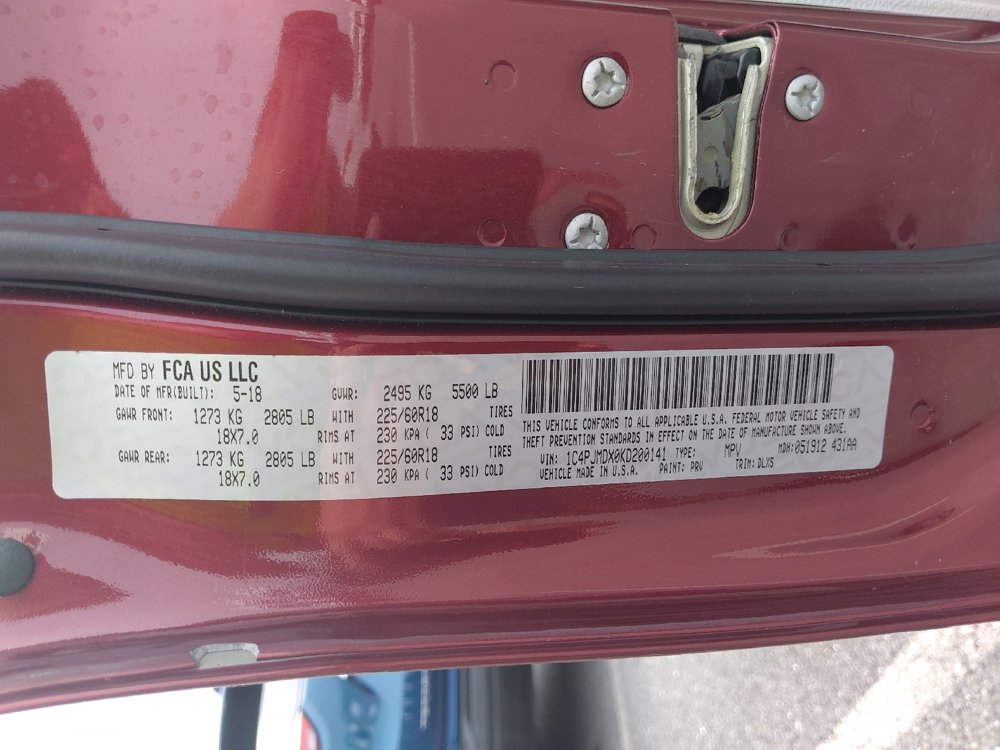 MFD BY FCA US LLC
DATE OF MFR(BUILT): 5-18 GVWR: 2495 KG 5500 LB
GAWR FRONT: 1273 KG 2805 LB WITH 225/60R18 TIRES
18X7.0 RIMS AT 230 KPA ( 33 PSI) COLD
GAWR REAR: 1273 KG 2805 LB WITH 225/60R18 TIRES
18X7.0 RIMS AT 230 KPA ( 33 PSI) COLD
THIS VEHICLE CONFORMS TO ALL APPLICABLE U.S.A. FEDERAL MOTOR VEHICLE SAFETY AND
THEFT PREVENTION STANDARDS IN EFFECT ON THE DATE OF MANUFACTURE SHOWN ABOVE.
VIN: 1C4PJMDX0KD200141 TYPE: MPV MDH: 051912 431AA
VEHICLE MADE IN U.S.A. PAINT: PRV TRIM: DLXS